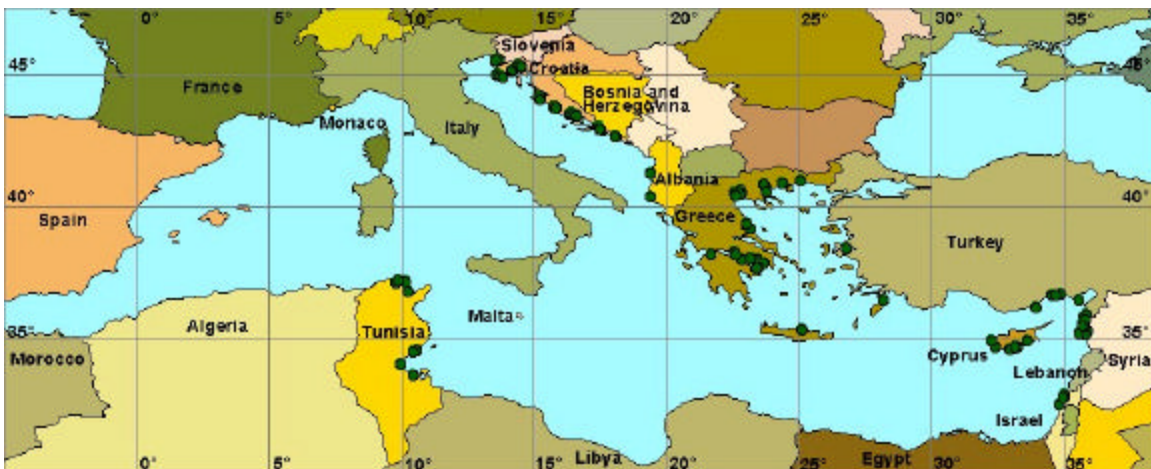 0° 5° 10° 15° 20° 25° 30° 35°
Slovenia
45° Croatia 45°
France
Bosnia and
Herzegovina
Monaco
Italy
Albania
40° 40°
Spain Greece
Turkey
Malta
Algeria
Tunisia
35° 35°
Morocco Cyprus Syria
Lebanon
Israel
0° 5° 10° 15° Libya 20° 25° Egypt 30° 35°